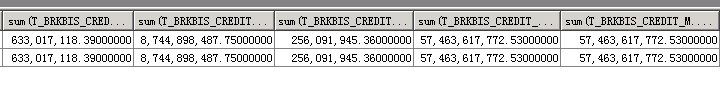 sum(T_BRKBIS_CRED... sum(T_BRKBIS_CREDIT... sum(T_BRKBIS_CREDIT... sum(T_BRKBIS_CREDIT_... sum(T_BRKBIS_CREDIT_M...
633,017,118.39000000 8,744,898,487.75000000 256,091,945.36000000 57,463,617,772.53000000 57,463,617,772.53000000
633,017,118.39000000 8,744,898,487.75000000 256,091,945.36000000 57,463,617,772.53000000 57,463,617,772.53000000